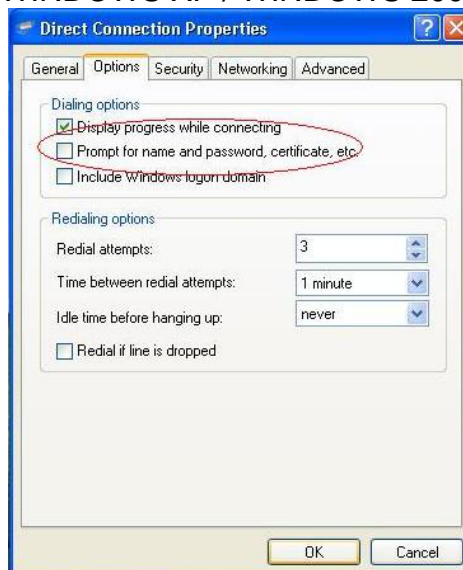 Direct Connection Properties
General Options Security Networking Advanced
Dialing options
Display progress while connecting
Prompt for name and password, certificate, etc.
Include Windows logon domain
Redialing options
Redial attempts: 3
Time between redial attempts: 1 minute
Idle time before hanging up: never
Redial if line is dropped
OK Cancel